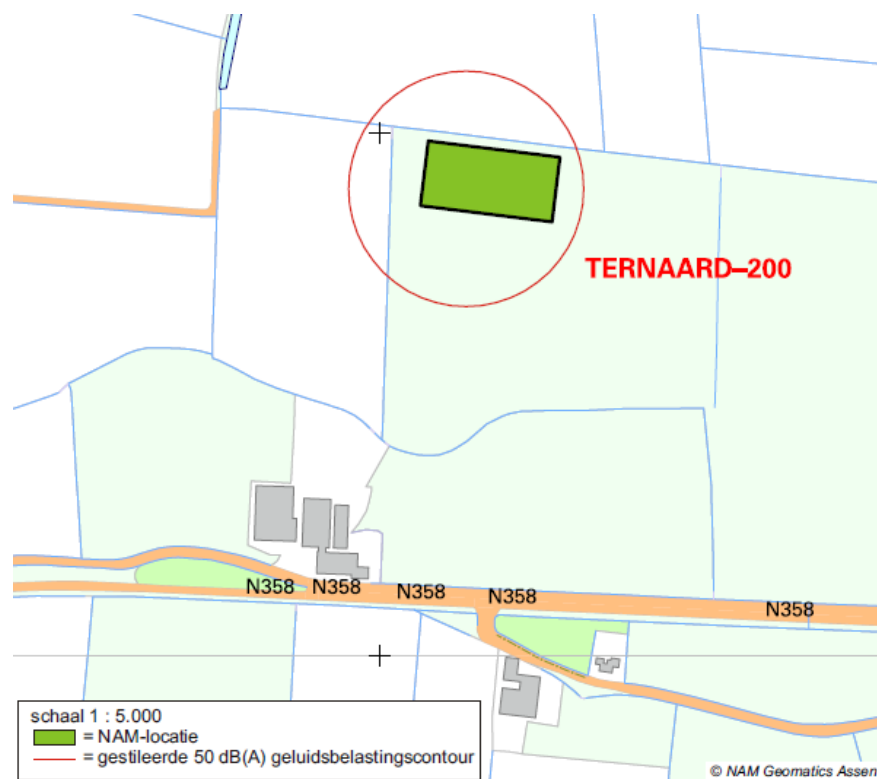 TERNAARD–200
N358 N358 N358 N358 N358
schaal 1 : 5.000
= NAM-locatie
= gestileerde 50 dB(A) geluidsbelastingscontour
© NAM Geomatics Assen